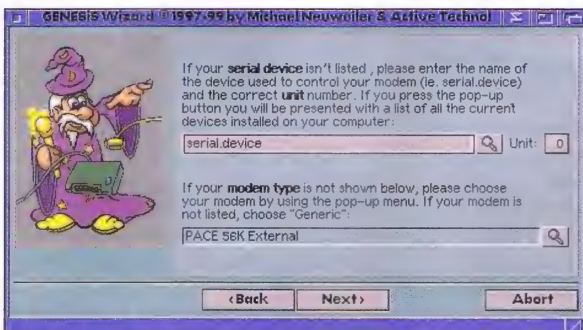 GENESiS Wizard ©1997-99 by Michael Neuweiler & Active Technol
If your serial device isn't listed , please enter the name of
the device used to control your modem (ie. serial.device)
and the correct unit number. If you press the pop-up
button you will be presented with a list of all the current
devices installed on your computer:
serial.device Unit: 0
If your modem type is not shown below, please choose
your modem by using the pop-up menu. If your modem is
not listed, choose "Generic":
PACE 56K External
<Back Next> Abort